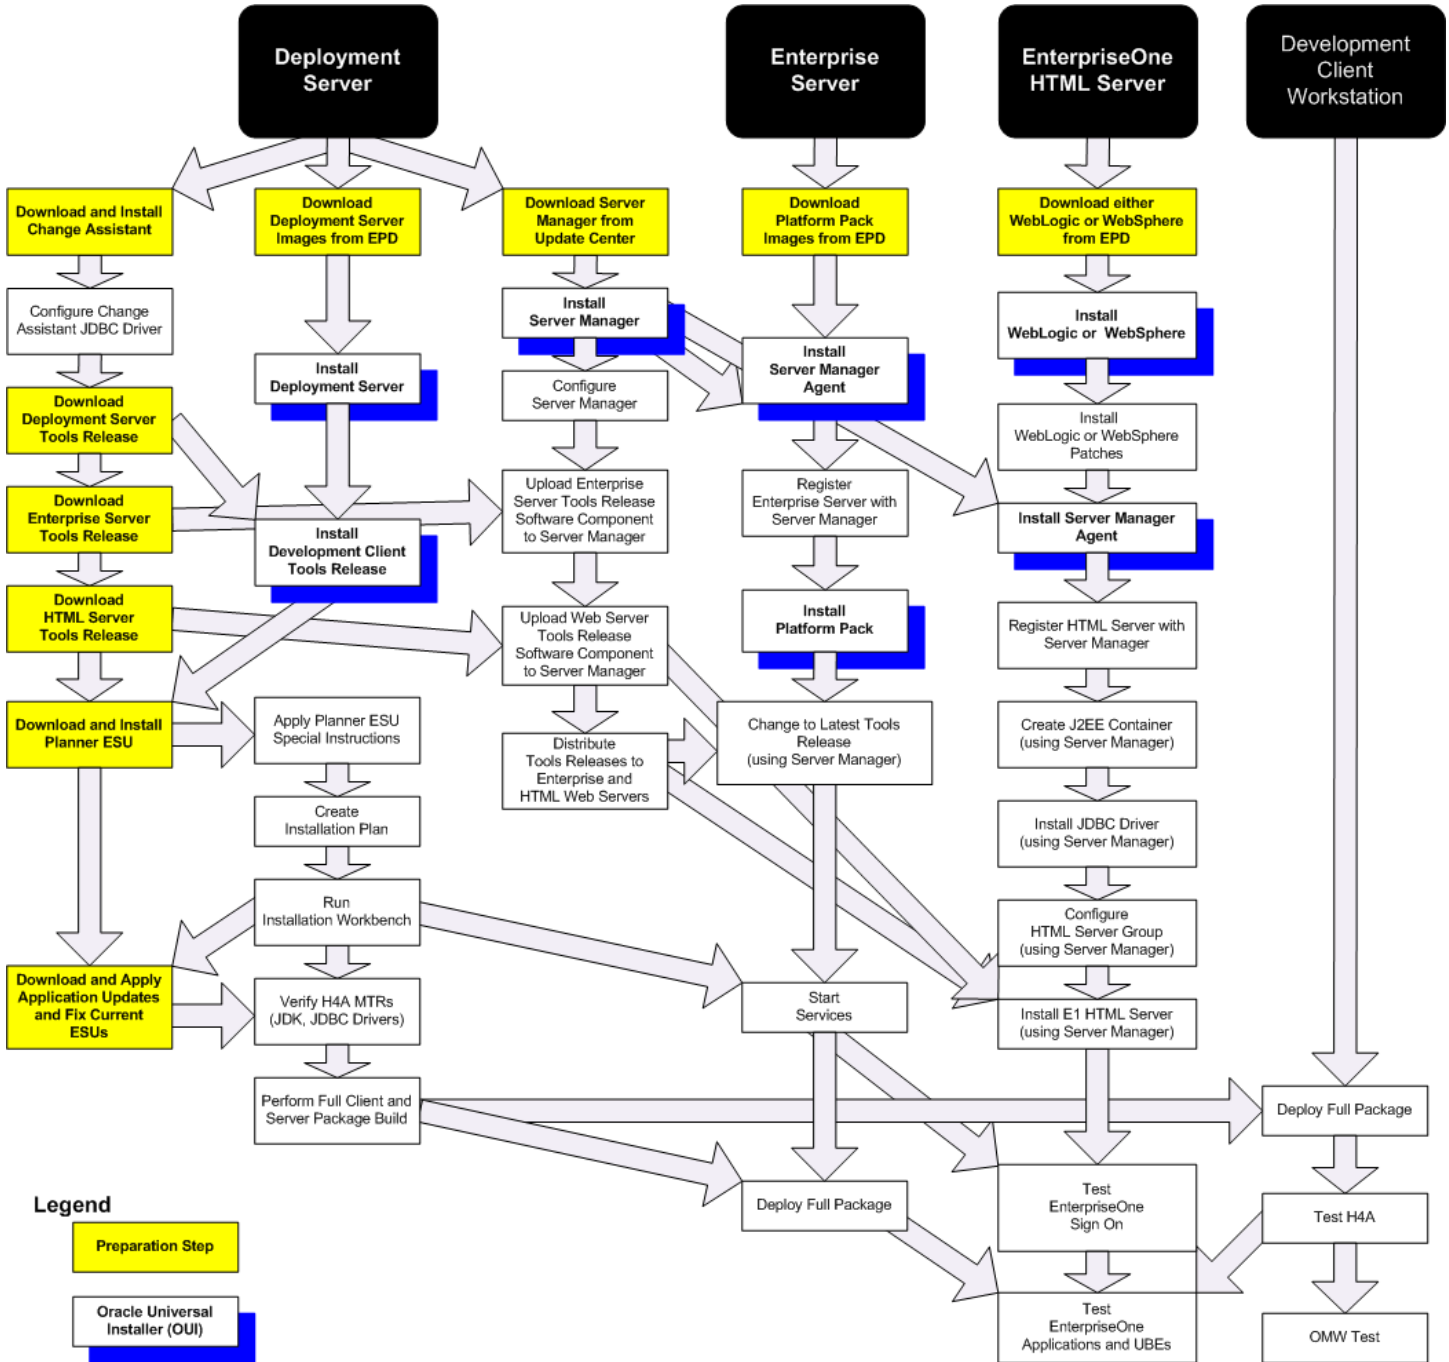 Deployment
Server
Enterprise
Server
EnterpriseOne
HTML Server
Development
Client
Workstation
Download and Install
Change Assistant
Download
Deployment Server
Images from EPD
Download Server
Manager from
Update Center
Download
Platform Pack
Images from EPD
Download either
WebLogic or WebSphere
from EPD
Configure Change
Assistant JDBC Driver
Install
Server Manager
Install
WebLogic or WebSphere
Install
Deployment Server
Configure
Server Manager
Install
Server Manager
Agent
Download
Deployment Server
Tools Release
Install
WebLogic or WebSphere
Patches
Download
Enterprise Server
Tools Release
Install
Development Client
Tools Release
Upload Enterprise
Server Tools Release
Software Component
to Server Manager
Register
Enterprise Server with
Server Manager
Install Server Manager
Agent
Download
HTML Server
Tools Release
Upload Web Server
Tools Release
Software Component
to Server Manager
Install
Platform Pack
Register HTML Server with
Server Manager
Download and Install
Planner ESU
Apply Planner ESU
Special Instructions
Distribute
Tools Releases to
Enterprise and
HTML Web Servers
Change to Latest Tools
Release
(using Server Manager)
Create J2EE Container
(using Server Manager)
Create
Installation Plan
Install JDBC Driver
(using Server Manager)
Run
Installation Workbench
Configure
HTML Server Group
(using Server Manager)
Download and Apply
Application Updates
and Fix Current
ESUs
Verify H4A MTRs
(JDK, JDBC Drivers)
Start
Services
Install E1 HTML Server
(using Server Manager)
Perform Full Client and
Server Package Build
Deploy Full Package
Deploy Full Package
Test
EnterpriseOne
Sign On
Test H4A
Legend
Preparation Step
Oracle Universal
Installer (OUI)
Test
EnterpriseOne
Applications and UBEs
OMW Test